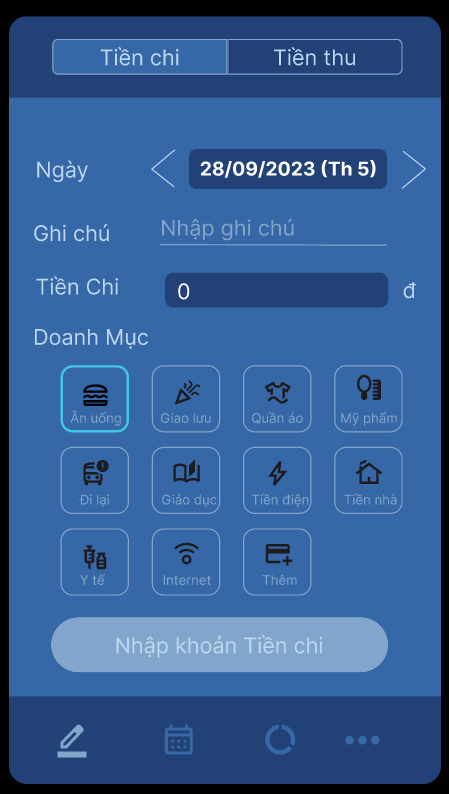 Tiền chi Tiền thu
Ngày 28/09/2023 (Th 5)
Ghi chú Nhập ghi chú
Tiền Chi 0 đ
Doanh Mục
Ăn uống Giao lưu Quần áo Mỹ phẩm
Đi lại Giáo dục Tiền điện Tiền nhà
Y tế Internet Thêm
Nhập khoản Tiền chi